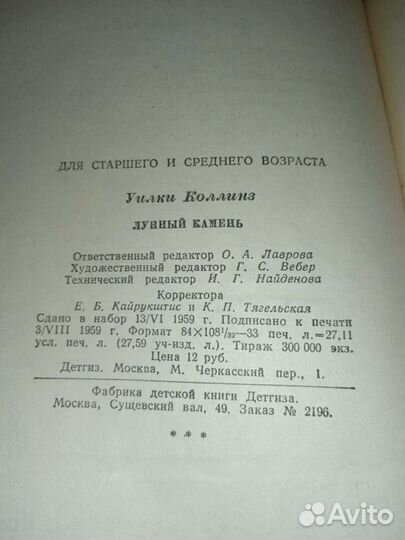 ДЛЯ СТАРШЕГО И СРЕДНЕГО ВОЗРАСТА
Уилки Коллинз
ЛУННЫЙ КАМЕНЬ
Ответственный редактор О. А. Лаврова
Художественный редактор Г. С. Вебер
Технический редактор И. Г. Найденова
Корректора
Е. Б. Кайрукштис и К. П. Тягельская
Сдано в набор 13/VI 1959 г. Подписано к печати
3/VIII 1959 г. Формат 84×108¹/₃₂—33 печ. л.=27,11
усл. печ. л. (27,59 уч-изд. л.). Тираж 300 000 экз.
Цена 12 руб.
Детгиз. Москва, М. Черкасский пер., 1.
Фабрика детской книги Детгиза.
Москва, Сущевский вал, 49. Заказ № 2196.
* * *
Avito